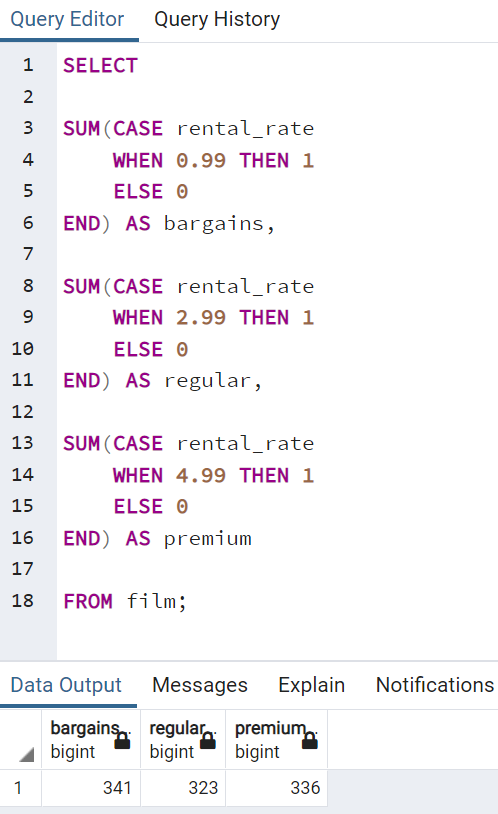 Query Editor Query History
1 SELECT
2
3 SUM(CASE rental_rate
4 WHEN 0.99 THEN 1
5 ELSE 0
6 END) AS bargains,
7
8 SUM(CASE rental_rate
9 WHEN 2.99 THEN 1
10 ELSE 0
11 END) AS regular,
12
13 SUM(CASE rental_rate
14 WHEN 4.99 THEN 1
15 ELSE 0
16 END) AS premium
17
18 FROM film;
Data Output Messages Explain Notifications
bargains regular premium
bigint bigint bigint
1 341 323 336